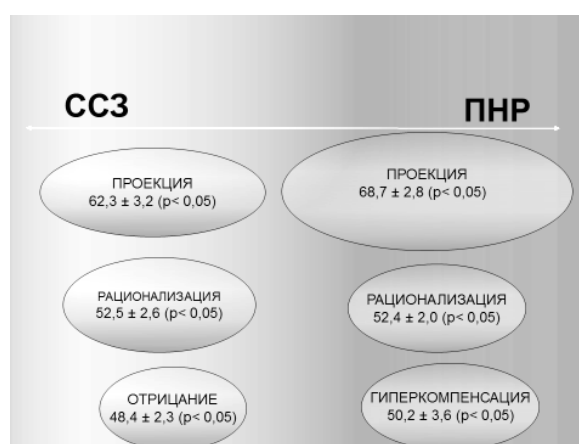 ССЗ
ПНР
ПРОЕКЦИЯ
62,3 ± 3,2 (p< 0,05)
ПРОЕКЦИЯ
68,7 ± 2,8 (p< 0,05)
РАЦИОНАЛИЗАЦИЯ
52,5 ± 2,6 (p< 0,05)
РАЦИОНАЛИЗАЦИЯ
52,4 ± 2,0 (p< 0,05)
ОТРИЦАНИЕ
48,4 ± 2,3 (p< 0,05)
ГИПЕРКОМПЕНСАЦИЯ
50,2 ± 3,6 (p< 0,05)